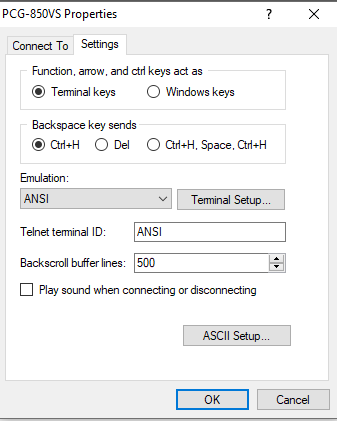 PCG-850VS Properties
?
Connect To
Settings
Function, arrow, and ctrl keys act as
Terminal keys
Windows keys
Backspace key sends
Ctrl+H
Del
Ctrl+H, Space, Ctrl+H
Emulation:
ANSI
Terminal Setup...
Telnet terminal ID:
ANSI
Backscroll buffer lines:
500
Play sound when connecting or disconnecting
ASCII Setup...
OK
Cancel